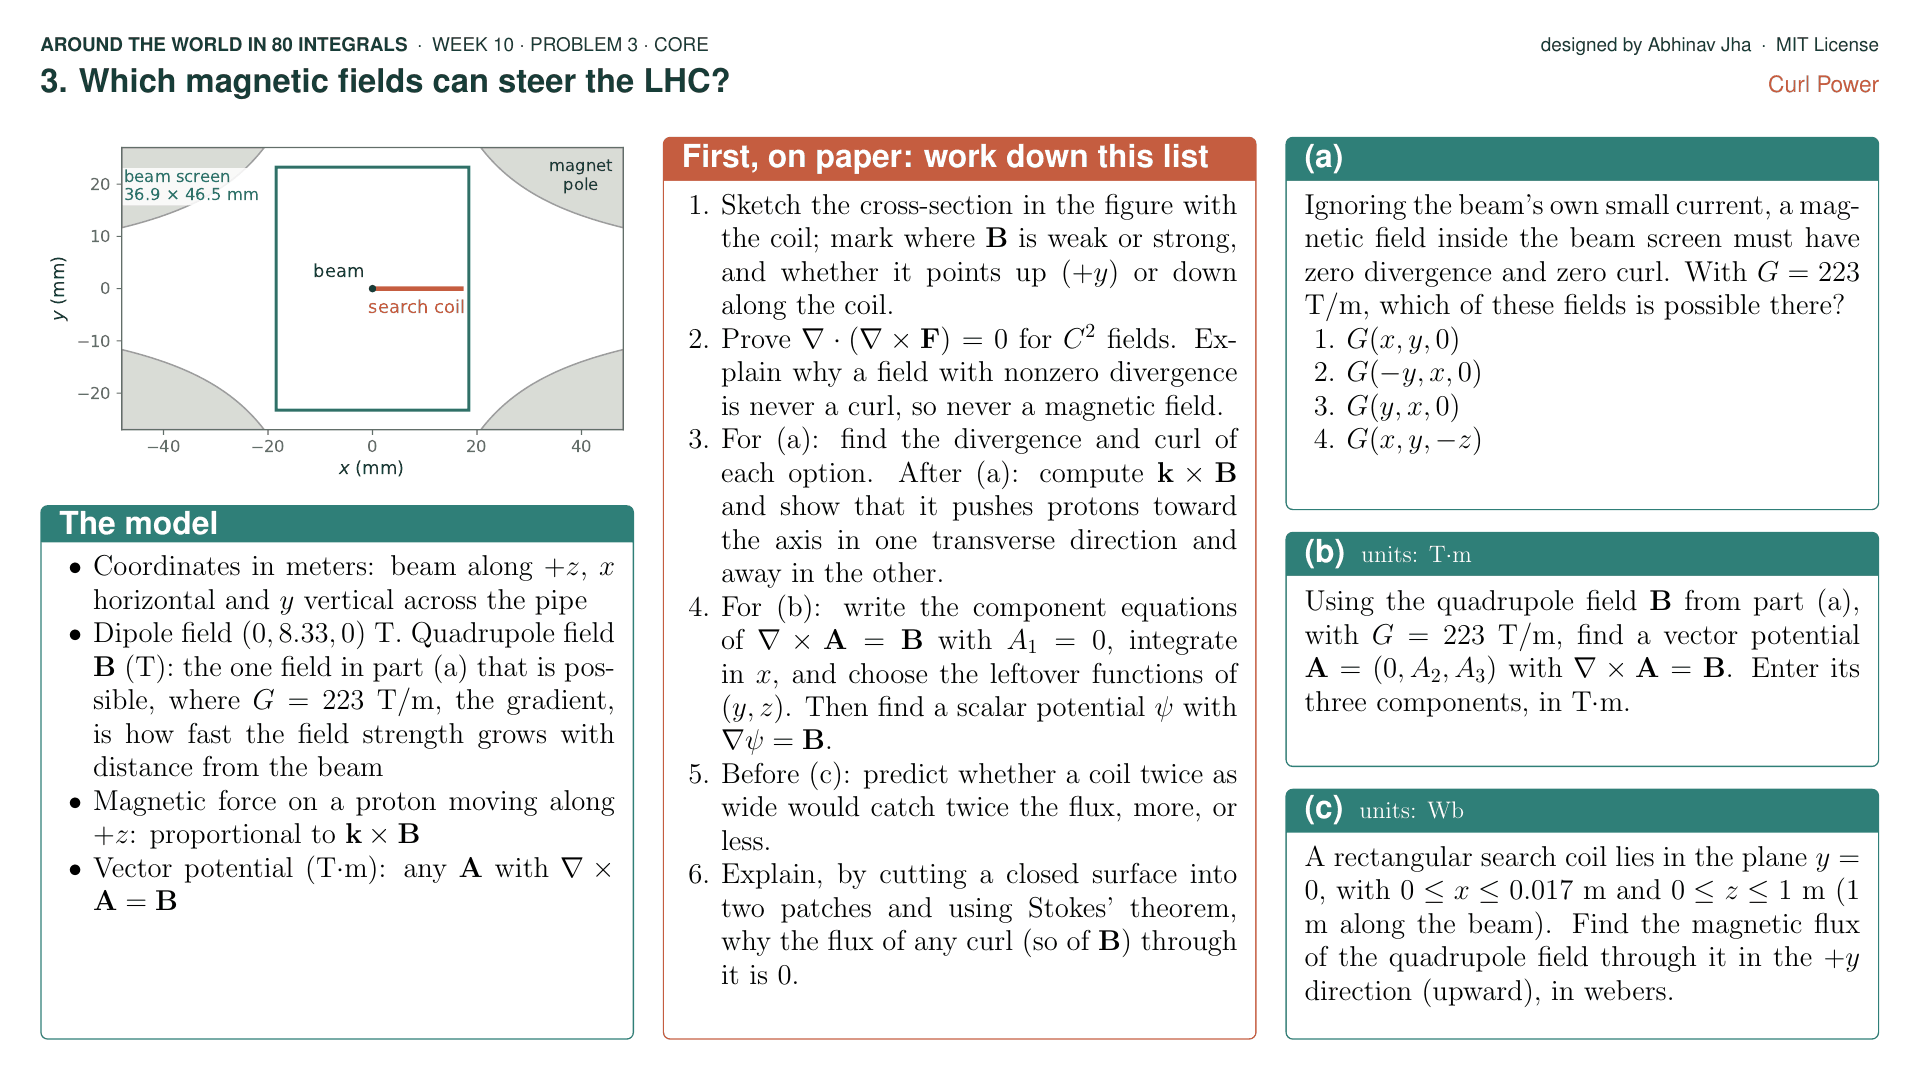 AROUND THE WORLD IN 80 INTEGRALS · WEEK 10 · PROBLEM 3 · CORE
designed by Abhinav Jha · MIT License
3. Which magnetic fields can steer the LHC?
Curl Power
beam screen
36.9 × 46.5 mm
magnet
pole
beam
search coil
20
10
0
−10
−20
y (mm)
−40
−20
0
20
40
x (mm)
The model
• Coordinates in meters: beam along +z, x
horizontal and y vertical across the pipe
• Dipole field (0, 8.33, 0) T. Quadrupole field
B (T): the one field in part (a) that is pos-
sible, where G = 223 T/m, the gradient,
is how fast the field strength grows with
distance from the beam
• Magnetic force on a proton moving along
+z: proportional to k × B
• Vector potential (T·m): any A with ∇ ×
A = B
First, on paper: work down this list
1. Sketch the cross-section in the figure with
the coil; mark where B is weak or strong,
and whether it points up (+y) or down
along the coil.
2. Prove ∇ · (∇ × F) = 0 for C² fields. Ex-
plain why a field with nonzero divergence
is never a curl, so never a magnetic field.
3. For (a): find the divergence and curl of
each option. After (a): compute k × B
and show that it pushes protons toward
the axis in one transverse direction and
away in the other.
4. For (b): write the component equations
of ∇ × A = B with A₁ = 0, integrate
in x, and choose the leftover functions of
(y, z). Then find a scalar potential ψ with
∇ψ = B.
5. Before (c): predict whether a coil twice as
wide would catch twice the flux, more, or
less.
6. Explain, by cutting a closed surface into
two patches and using Stokes’ theorem,
why the flux of any curl (so of B) through
it is 0.
(a)
Ignoring the beam’s own small current, a mag-
netic field inside the beam screen must have
zero divergence and zero curl. With G = 223
T/m, which of these fields is possible there?
1. G(x, y, 0)
2. G(−y, x, 0)
3. G(y, x, 0)
4. G(x, y, −z)
(b) units: T·m
Using the quadrupole field B from part (a),
with G = 223 T/m, find a vector potential
A = (0, A₂, A₃) with ∇ × A = B. Enter its
three components, in T·m.
(c) units: Wb
A rectangular search coil lies in the plane y =
0, with 0 ≤ x ≤ 0.017 m and 0 ≤ z ≤ 1 m (1
m along the beam). Find the magnetic flux
of the quadrupole field through it in the +y
direction (upward), in webers.